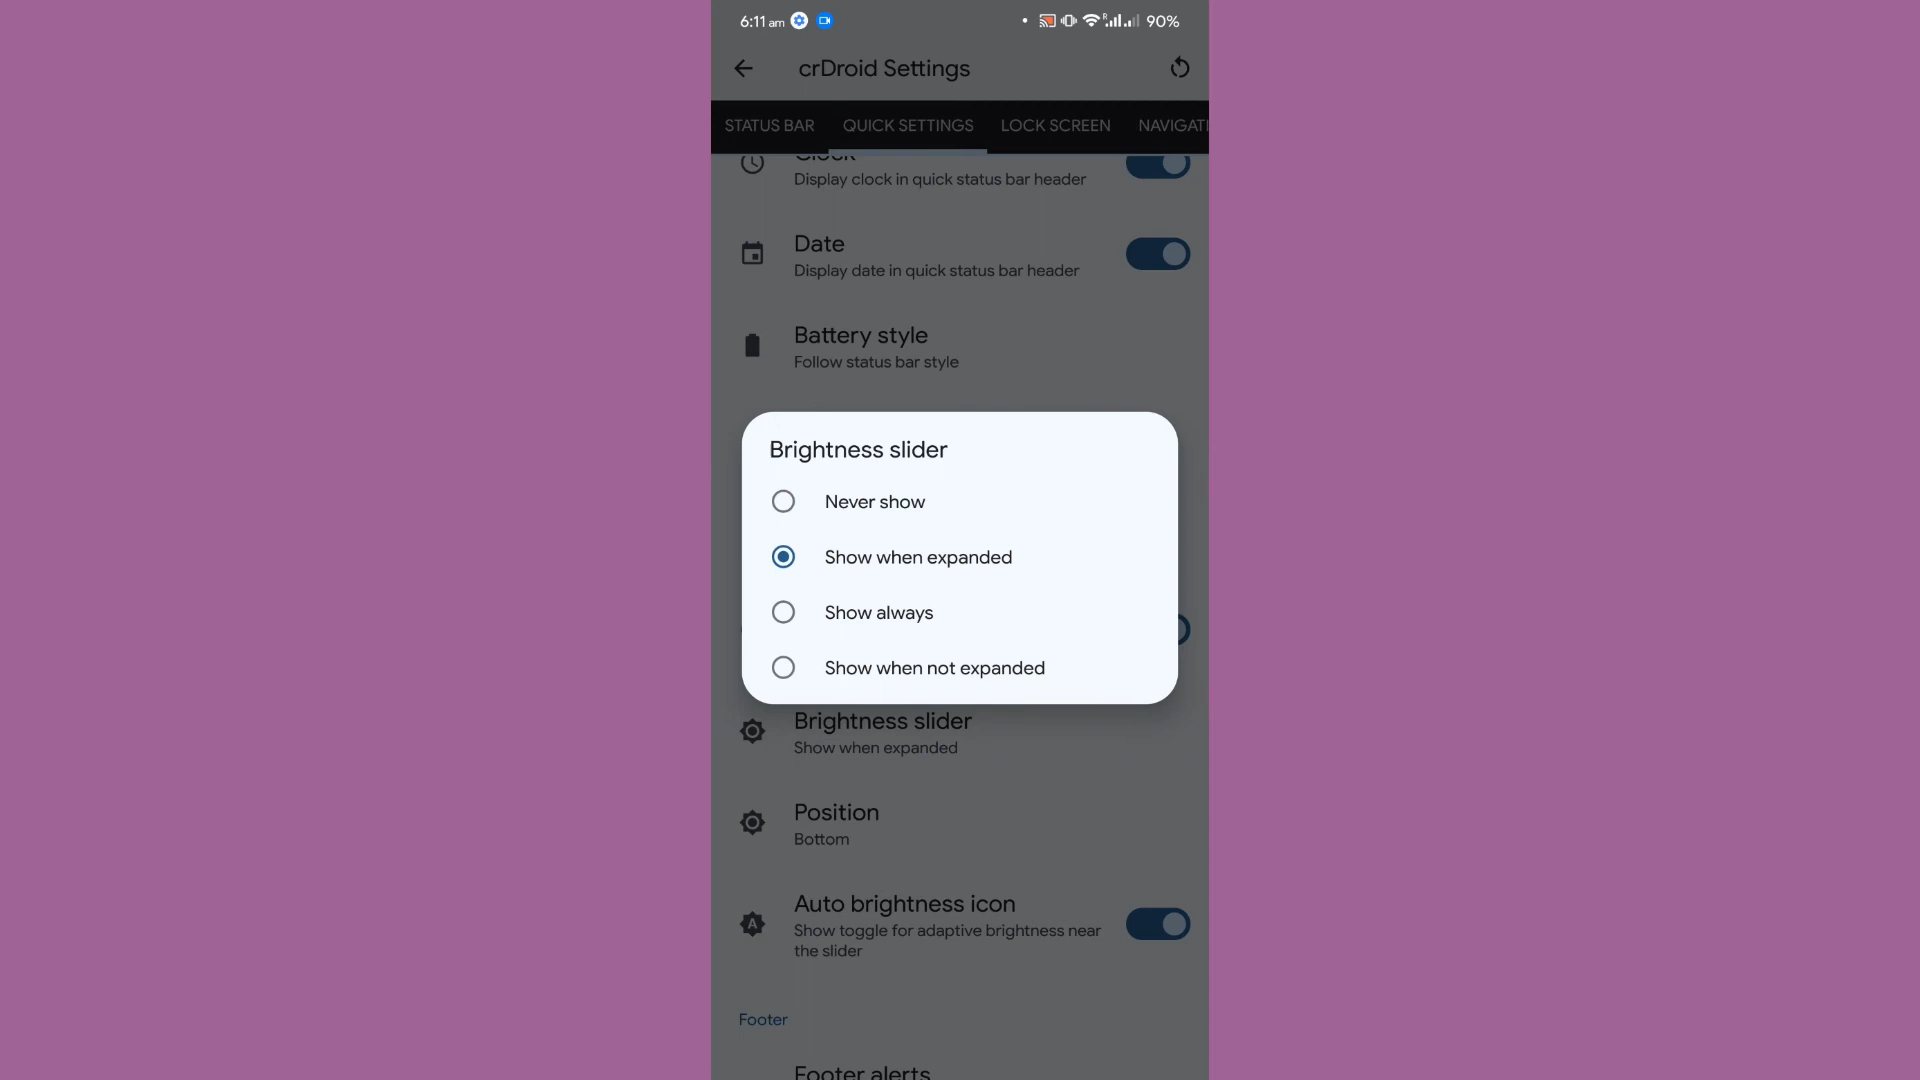 6:11 am
90%
crDroid Settings
STATUS BAR QUICK SETTINGS LOCK SCREEN NAVIGATI
Clock
Display clock in quick status bar header
Date
Display date in quick status bar header
Battery style
Follow status bar style
Brightness slider
Never show
Show when expanded
Show always
Show when not expanded
Brightness slider
Show when expanded
Position
Bottom
Auto brightness icon
Show toggle for adaptive brightness near
the slider
Footer
Footer alerts